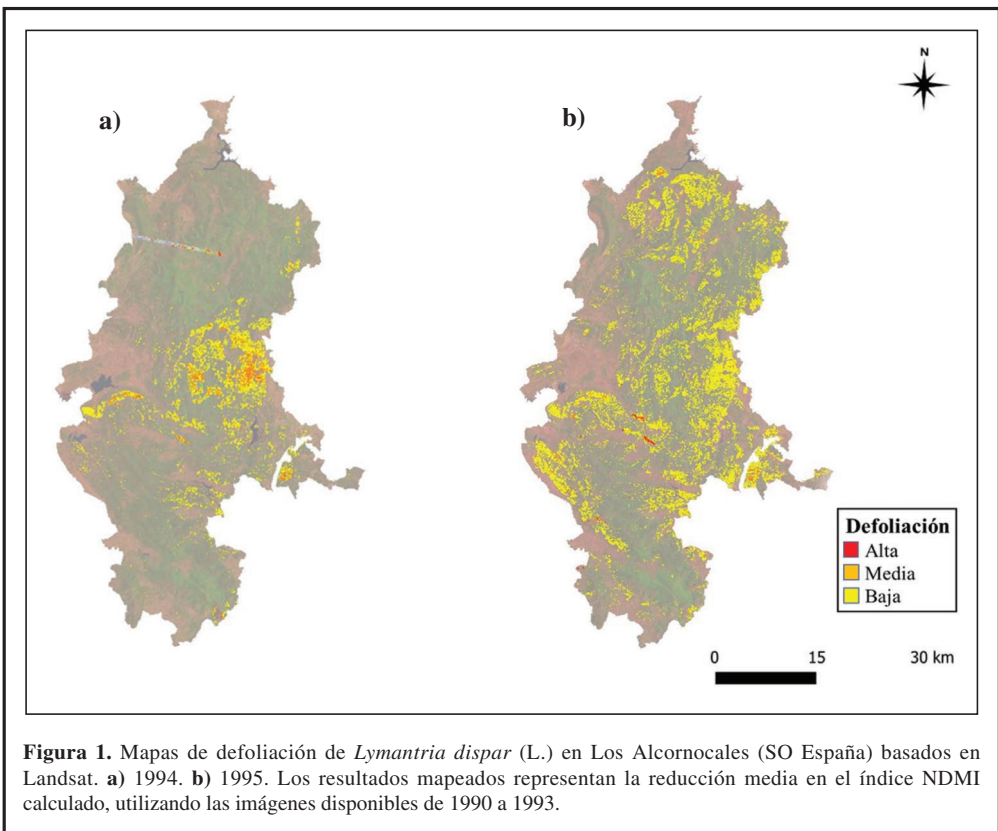 N
a)
b)
Defoliación
Alta
Media
Baja
0 15 30 km
Figura 1. Mapas de defoliación de Lymantria dispar (L.) en Los Alcornocales (SO España) basados en
Landsat. a) 1994. b) 1995. Los resultados mapeados representan la reducción media en el índice NDMI
calculado, utilizando las imágenes disponibles de 1990 a 1993.